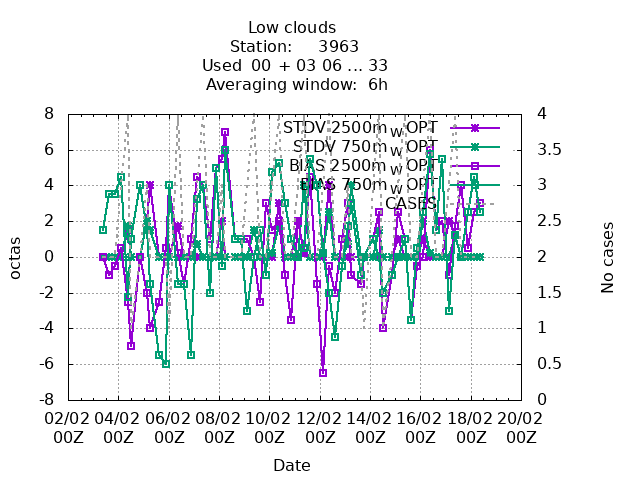 Low clouds
Station: 3963
Used 00 + 03 06 ... 33
Averaging window: 6h
8
6
4
2
0
-2
-4
-6
-8
octas
4
3.5
3
2.5
2
1.5
1
0.5
0
No cases
STDV 2500m_w OPT
STDV 750m_w OPT
BIAS 2500m_w OPT
BIAS 750m_w OPT
CASES
02/02 04/02 06/02 08/02 10/02 12/02 14/02 16/02 18/02 20/02
00Z 00Z 00Z 00Z 00Z 00Z 00Z 00Z 00Z 00Z
Date